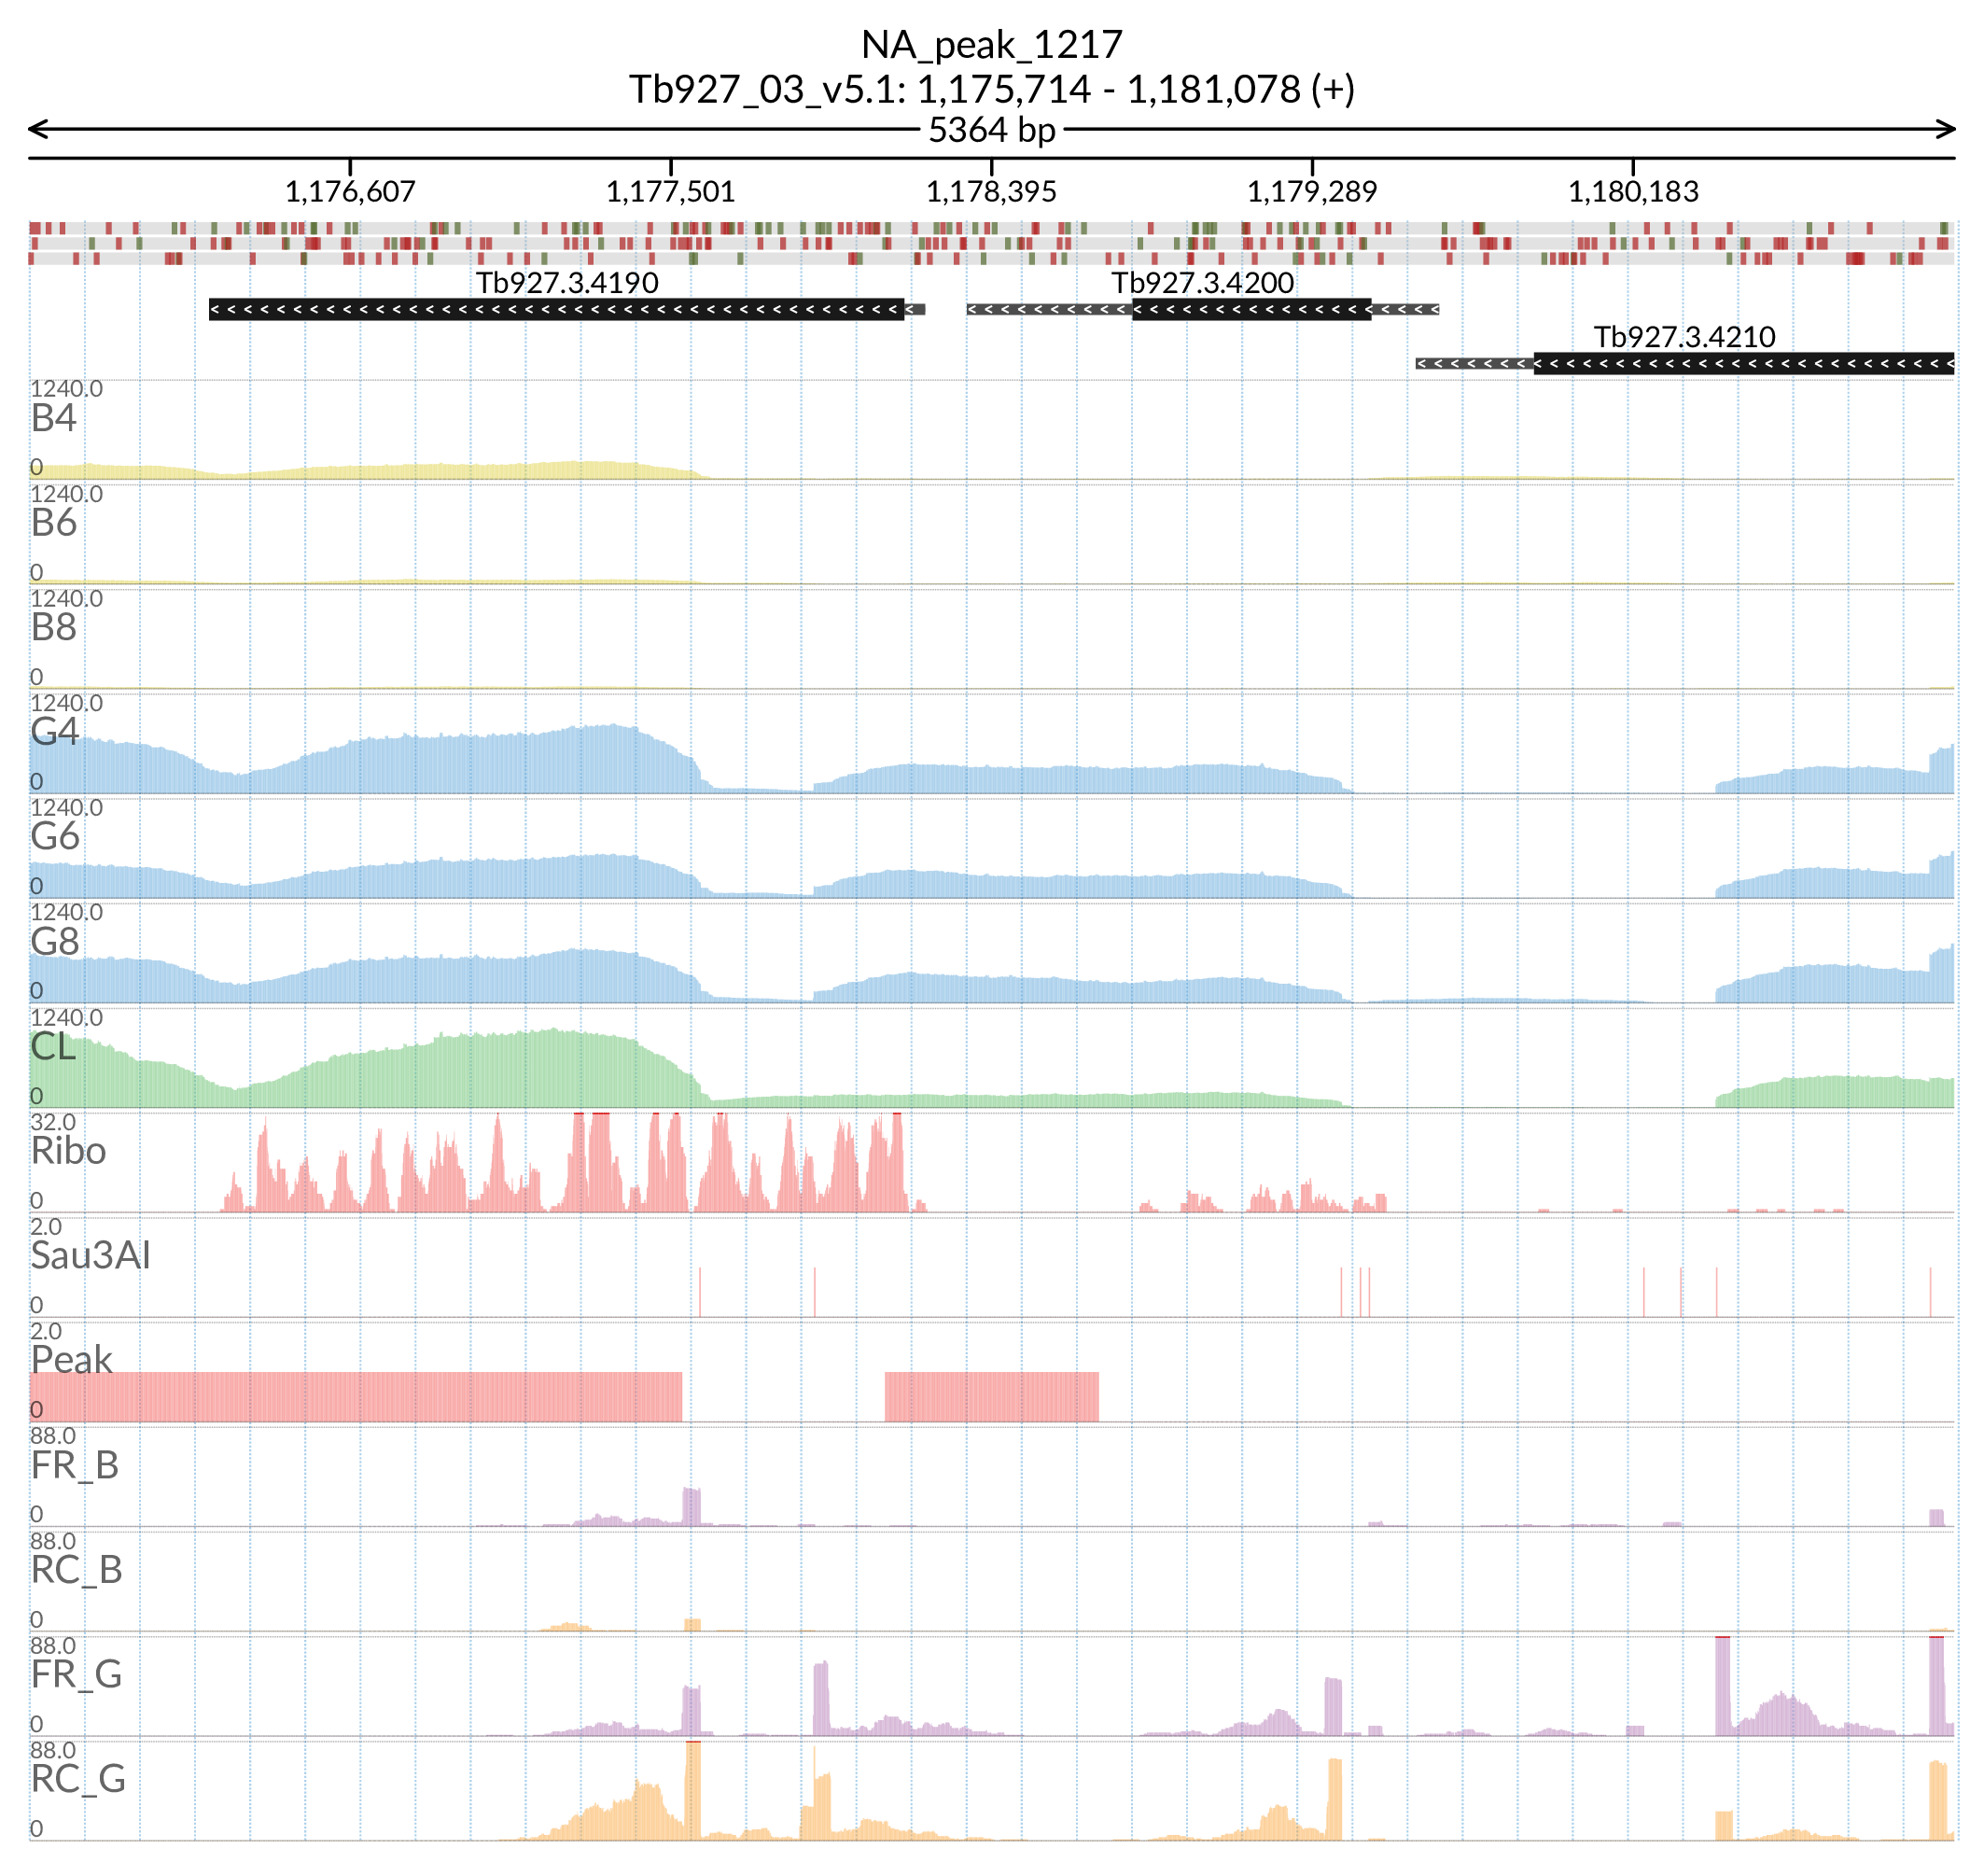 NA_peak_1217
Tb927_03_v5.1: 1,175,714 - 1,181,078 (+)
5364 bp
1,176,607 1,177,501 1,178,395 1,179,289 1,180,183
Tb927.3.4190 Tb927.3.4200
Tb927.3.4210
1240.0
B4
0
1240.0
B6
0
1240.0
B8
0
1240.0
G4
0
1240.0
G6
0
1240.0
G8
0
1240.0
CL
0
32.0
Ribo
0
2.0
Sau3AI
0
2.0
Peak
0
88.0
FR_B
0
88.0
RC_B
0
88.0
FR_G
0
88.0
RC_G
0